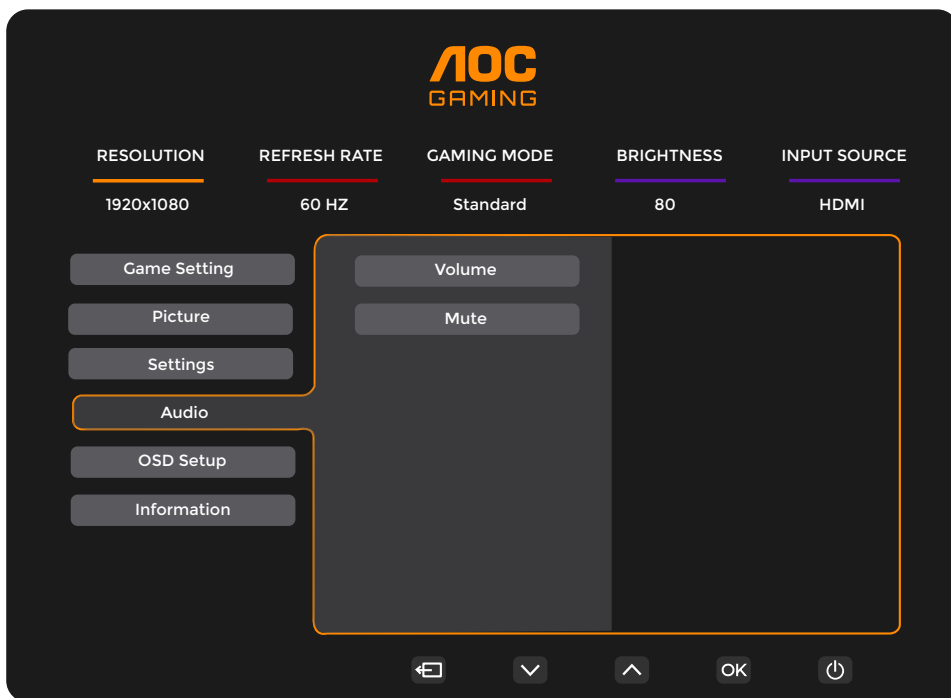 AOC
GAMING
RESOLUTION REFRESH RATE GAMING MODE BRIGHTNESS INPUT SOURCE
1920x1080 60 HZ Standard 80 HDMI
Game Setting Volume
Picture Mute
Settings
Audio
OSD Setup
Information
OK